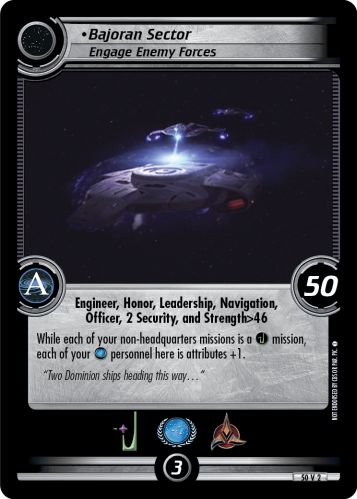 •Bajoran Sector
Engage Enemy Forces
A
50
Engineer, Honor, Leadership, Navigation,
Officer, 2 Security, and Strength>46
While each of your non-headquarters missions is a mission,
each of your personnel here is attributes +1.
"Two Dominion ships heading this way…"
3
50 V 2